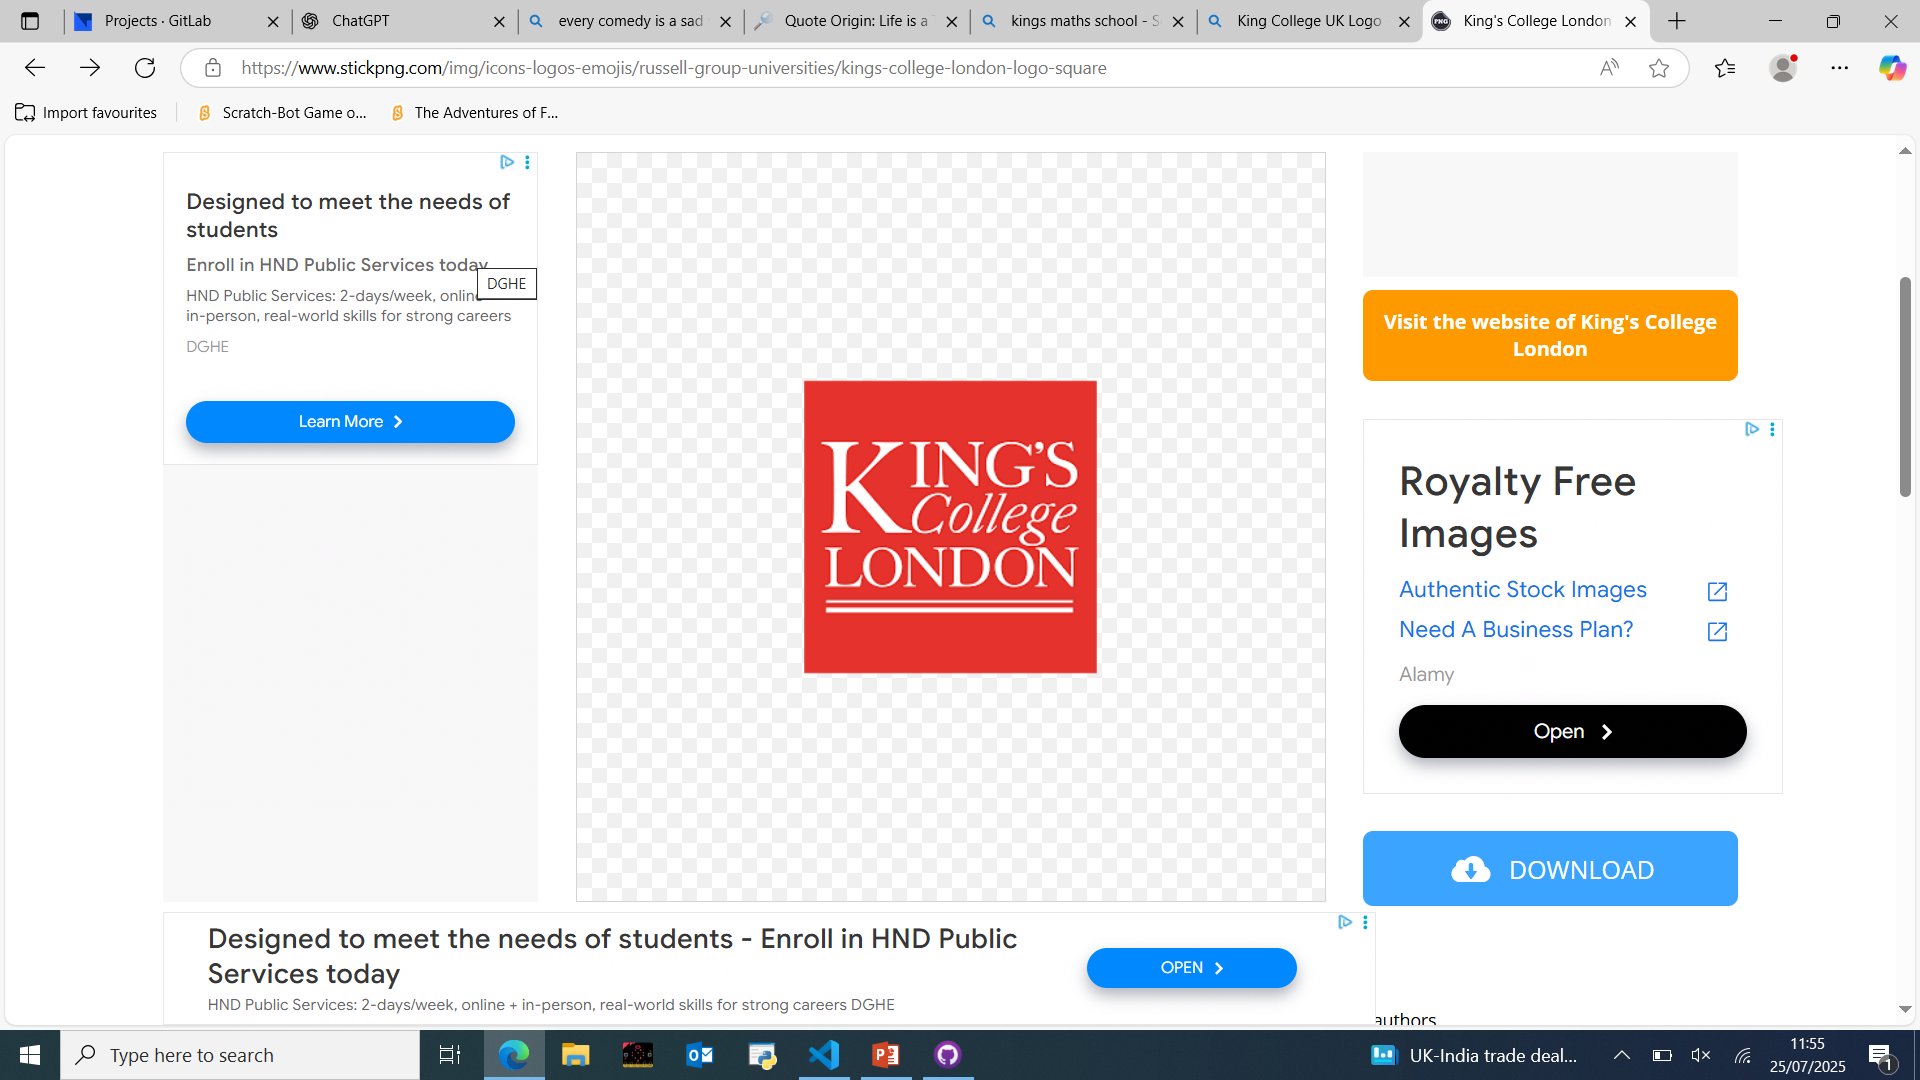 Projects · GitLab
ChatGPT
every comedy is a sad
Quote Origin: Life is a
kings maths school - S
King College UK Logo
King's College London
https://www.stickpng.com/img/icons-logos-emojis/russell-group-universities/kings-college-london-logo-square
Import favourites
Scratch-Bot Game o...
The Adventures of F...
Designed to meet the needs of
students
Enroll in HND Public Services today
DGHE
HND Public Services: 2-days/week, online
in-person, real-world skills for strong careers
DGHE
Learn More
KING'S
College
LONDON
Visit the website of King's College
London
Royalty Free
Images
Authentic Stock Images
Need A Business Plan?
Alamy
Open
DOWNLOAD
Designed to meet the needs of students - Enroll in HND Public
Services today
HND Public Services: 2-days/week, online + in-person, real-world skills for strong careers DGHE
OPEN
authors
Type here to search
UK-India trade deal...
11:55
25/07/2025
1